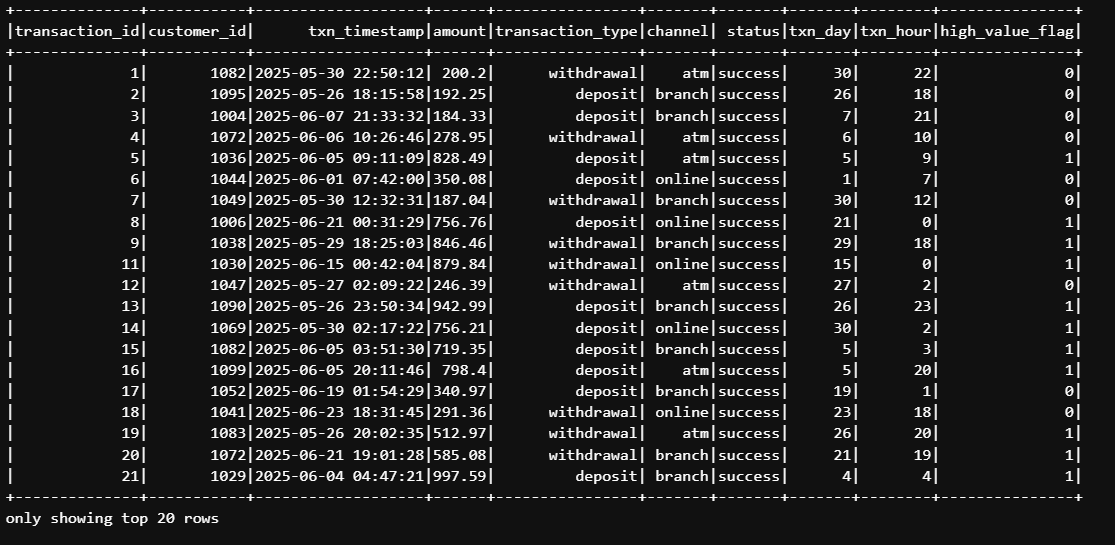 +--------------+-----------+-------------------+------+----------------+-------+-------+-------+--------+---------------+
|transaction_id|customer_id|      txn_timestamp|amount|transaction_type|channel| status|txn_day|txn_hour|high_value_flag|
+--------------+-----------+-------------------+------+----------------+-------+-------+-------+--------+---------------+
|             1|       1082|2025-05-30 22:50:12| 200.2|      withdrawal|    atm|success|     30|      22|              0|
|             2|       1095|2025-05-26 18:15:58|192.25|         deposit| branch|success|     26|      18|              0|
|             3|       1004|2025-06-07 21:33:32|184.33|         deposit| branch|success|      7|      21|              0|
|             4|       1072|2025-06-06 10:26:46|278.95|      withdrawal|    atm|success|      6|      10|              0|
|             5|       1036|2025-06-05 09:11:09|828.49|         deposit|    atm|success|      5|       9|              1|
|             6|       1044|2025-06-01 07:42:00|350.08|         deposit| online|success|      1|       7|              0|
|             7|       1049|2025-05-30 12:32:31|187.04|      withdrawal| branch|success|     30|      12|              0|
|             8|       1006|2025-06-21 00:31:29|756.76|         deposit| online|success|     21|       0|              1|
|             9|       1038|2025-05-29 18:25:03|846.46|      withdrawal| branch|success|     29|      18|              1|
|            11|       1030|2025-06-15 00:42:04|879.84|      withdrawal| online|success|     15|       0|              1|
|            12|       1047|2025-05-27 02:09:22|246.39|      withdrawal|    atm|success|     27|       2|              0|
|            13|       1090|2025-05-26 23:50:34|942.99|         deposit| branch|success|     26|      23|              1|
|            14|       1069|2025-05-30 02:17:22|756.21|         deposit| online|success|     30|       2|              1|
|            15|       1082|2025-06-05 03:51:30|719.35|         deposit| branch|success|      5|       3|              1|
|            16|       1099|2025-06-05 20:11:46| 798.4|         deposit|    atm|success|      5|      20|              1|
|            17|       1052|2025-06-19 01:54:29|340.97|         deposit| branch|success|     19|       1|              0|
|            18|       1041|2025-06-23 18:31:45|291.36|      withdrawal| online|success|     23|      18|              0|
|            19|       1083|2025-05-26 20:02:35|512.97|      withdrawal|    atm|success|     26|      20|              1|
|            20|       1072|2025-06-21 19:01:28|585.08|      withdrawal| branch|success|     21|      19|              1|
|            21|       1029|2025-06-04 04:47:21|997.59|         deposit| branch|success|      4|       4|              1|
+--------------+-----------+-------------------+------+----------------+-------+-------+-------+--------+---------------+
only showing top 20 rows